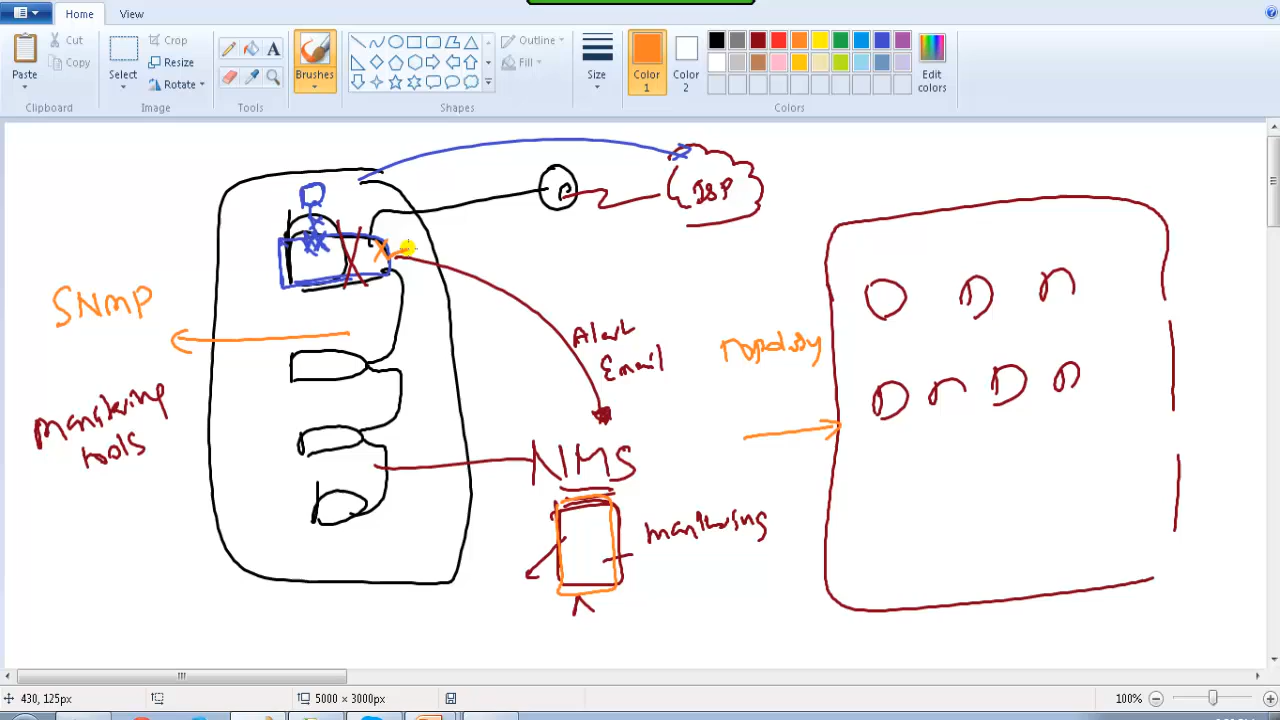 Home
View
Paste
Cut
Copy
Clipboard
Select
Crop
Resize
Rotate
Image
A
Tools
Brushes
Outline
Fill
Shapes
Size
Color
1
Color
2
Edit
colors
Colors
ISP
SNMP
Alert
Email
Topology
Monitoring
tools
NMS
monitoring
430, 125px
5000 × 3000px
100%